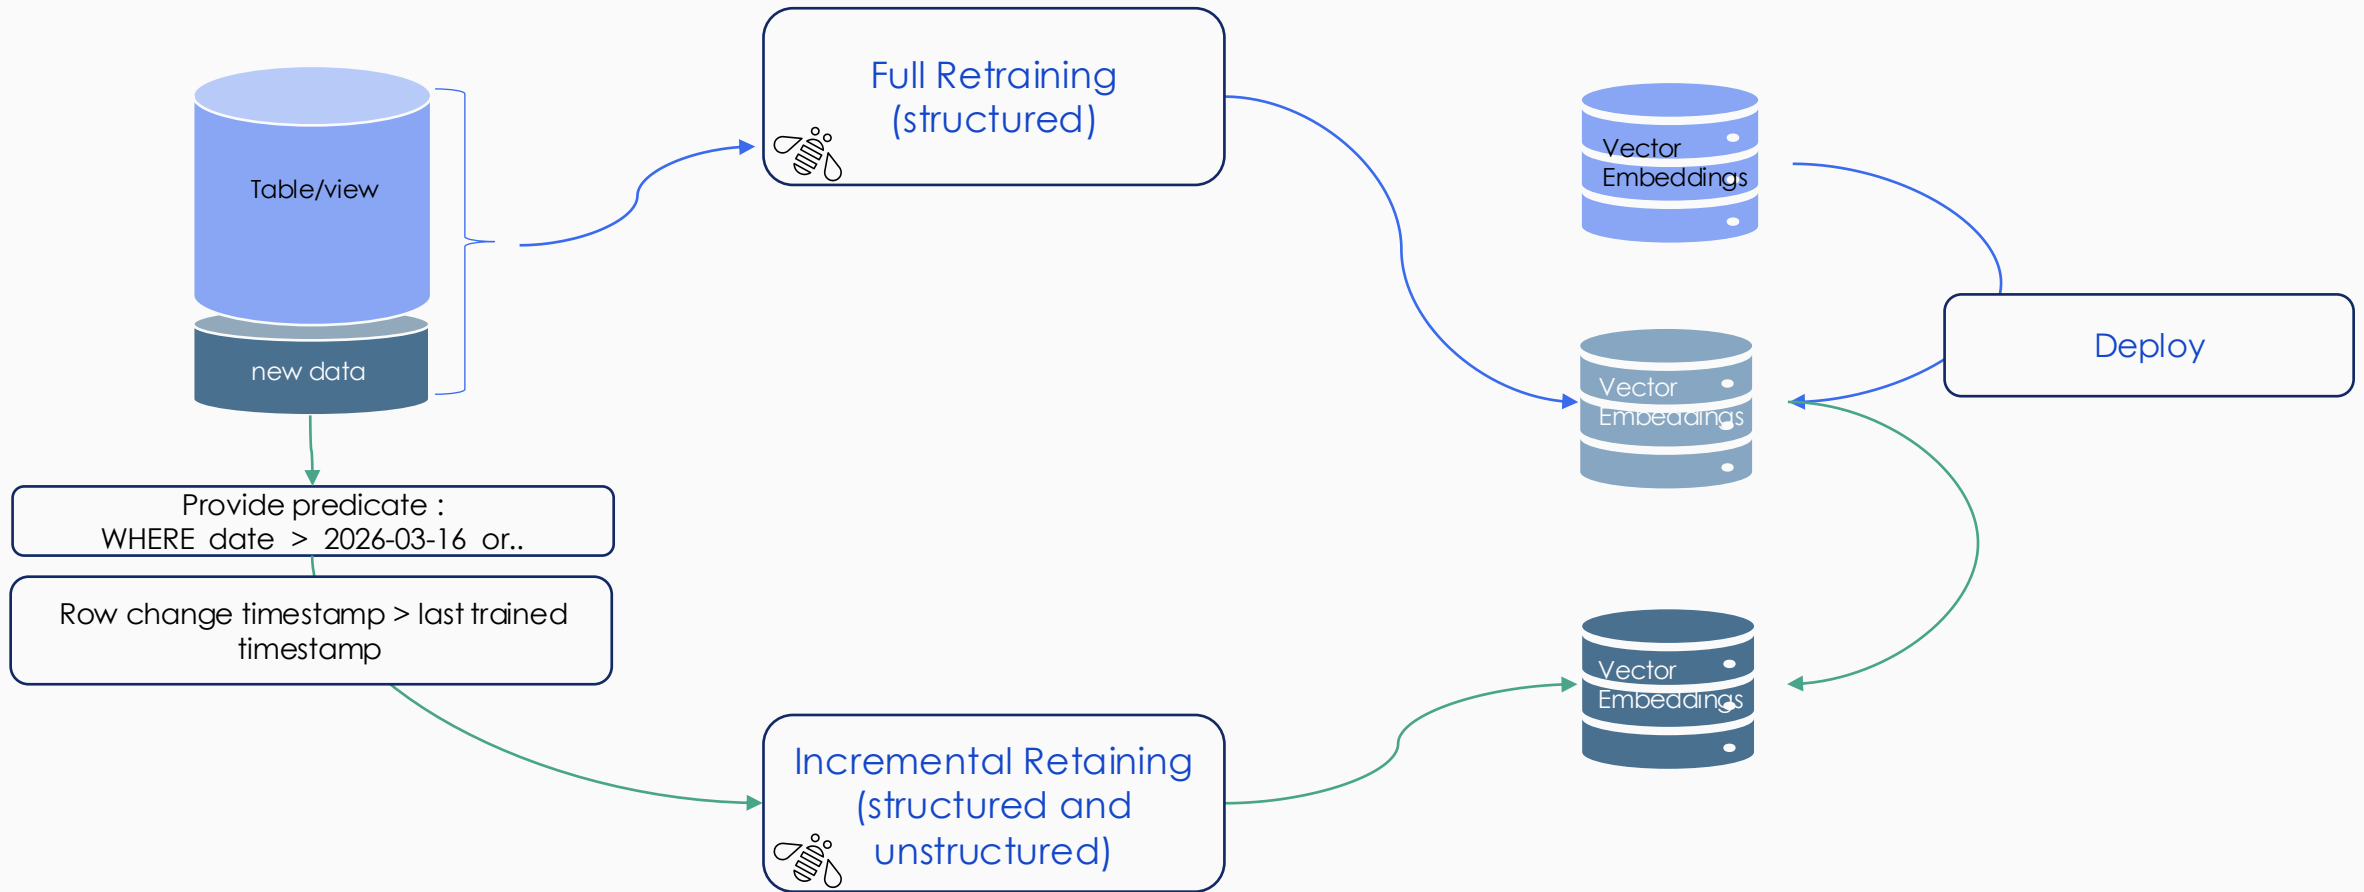 Full Retraining
(structured)
Table/view
new data
Vector
Embeddings
Deploy
Vector
Embeddings
Provide predicate :
WHERE date > 2026-03-16 or..
Row change timestamp > last trained
timestamp
Vector
Embeddings
Incremental Retaining
(structured and
unstructured)